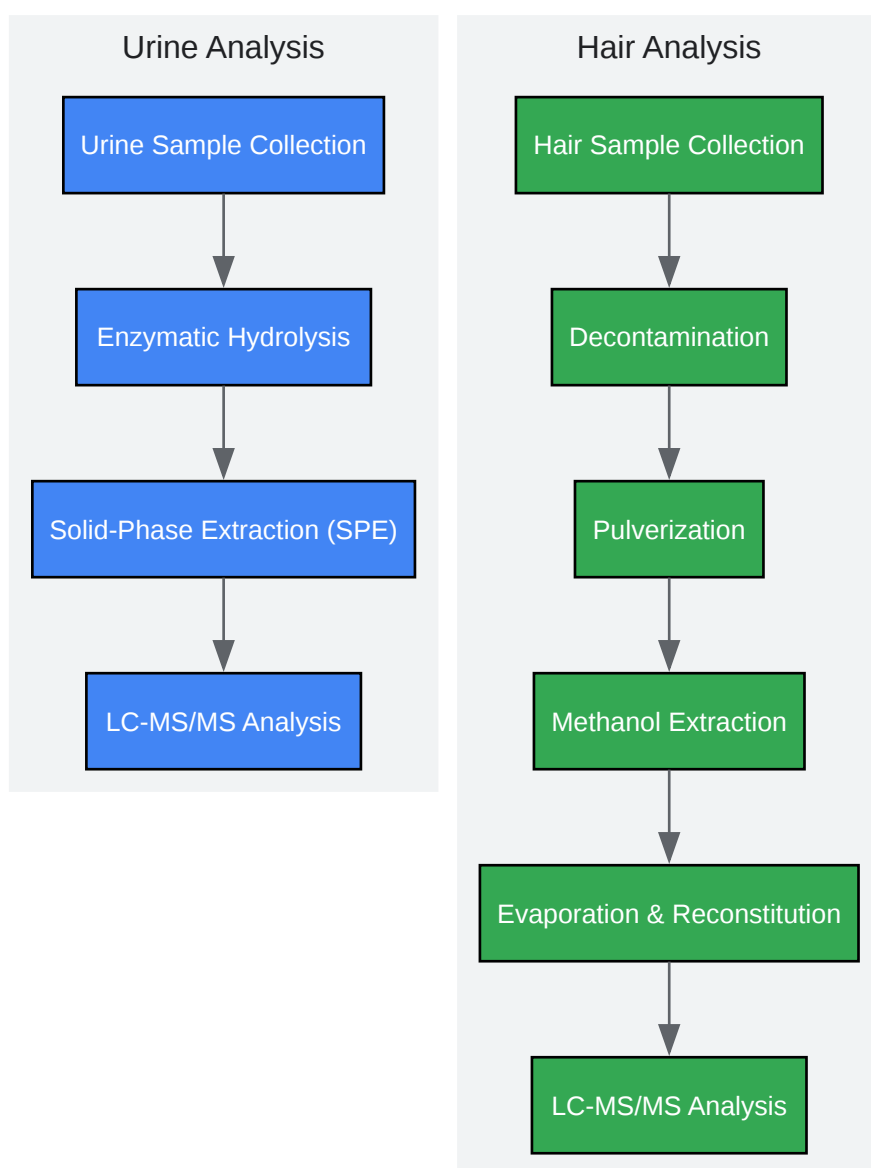 Urine Analysis
Urine Sample Collection
Enzymatic Hydrolysis
Solid-Phase Extraction (SPE)
LC-MS/MS Analysis
Hair Analysis
Hair Sample Collection
Decontamination
Pulverization
Methanol Extraction
Evaporation & Reconstitution
LC-MS/MS Analysis